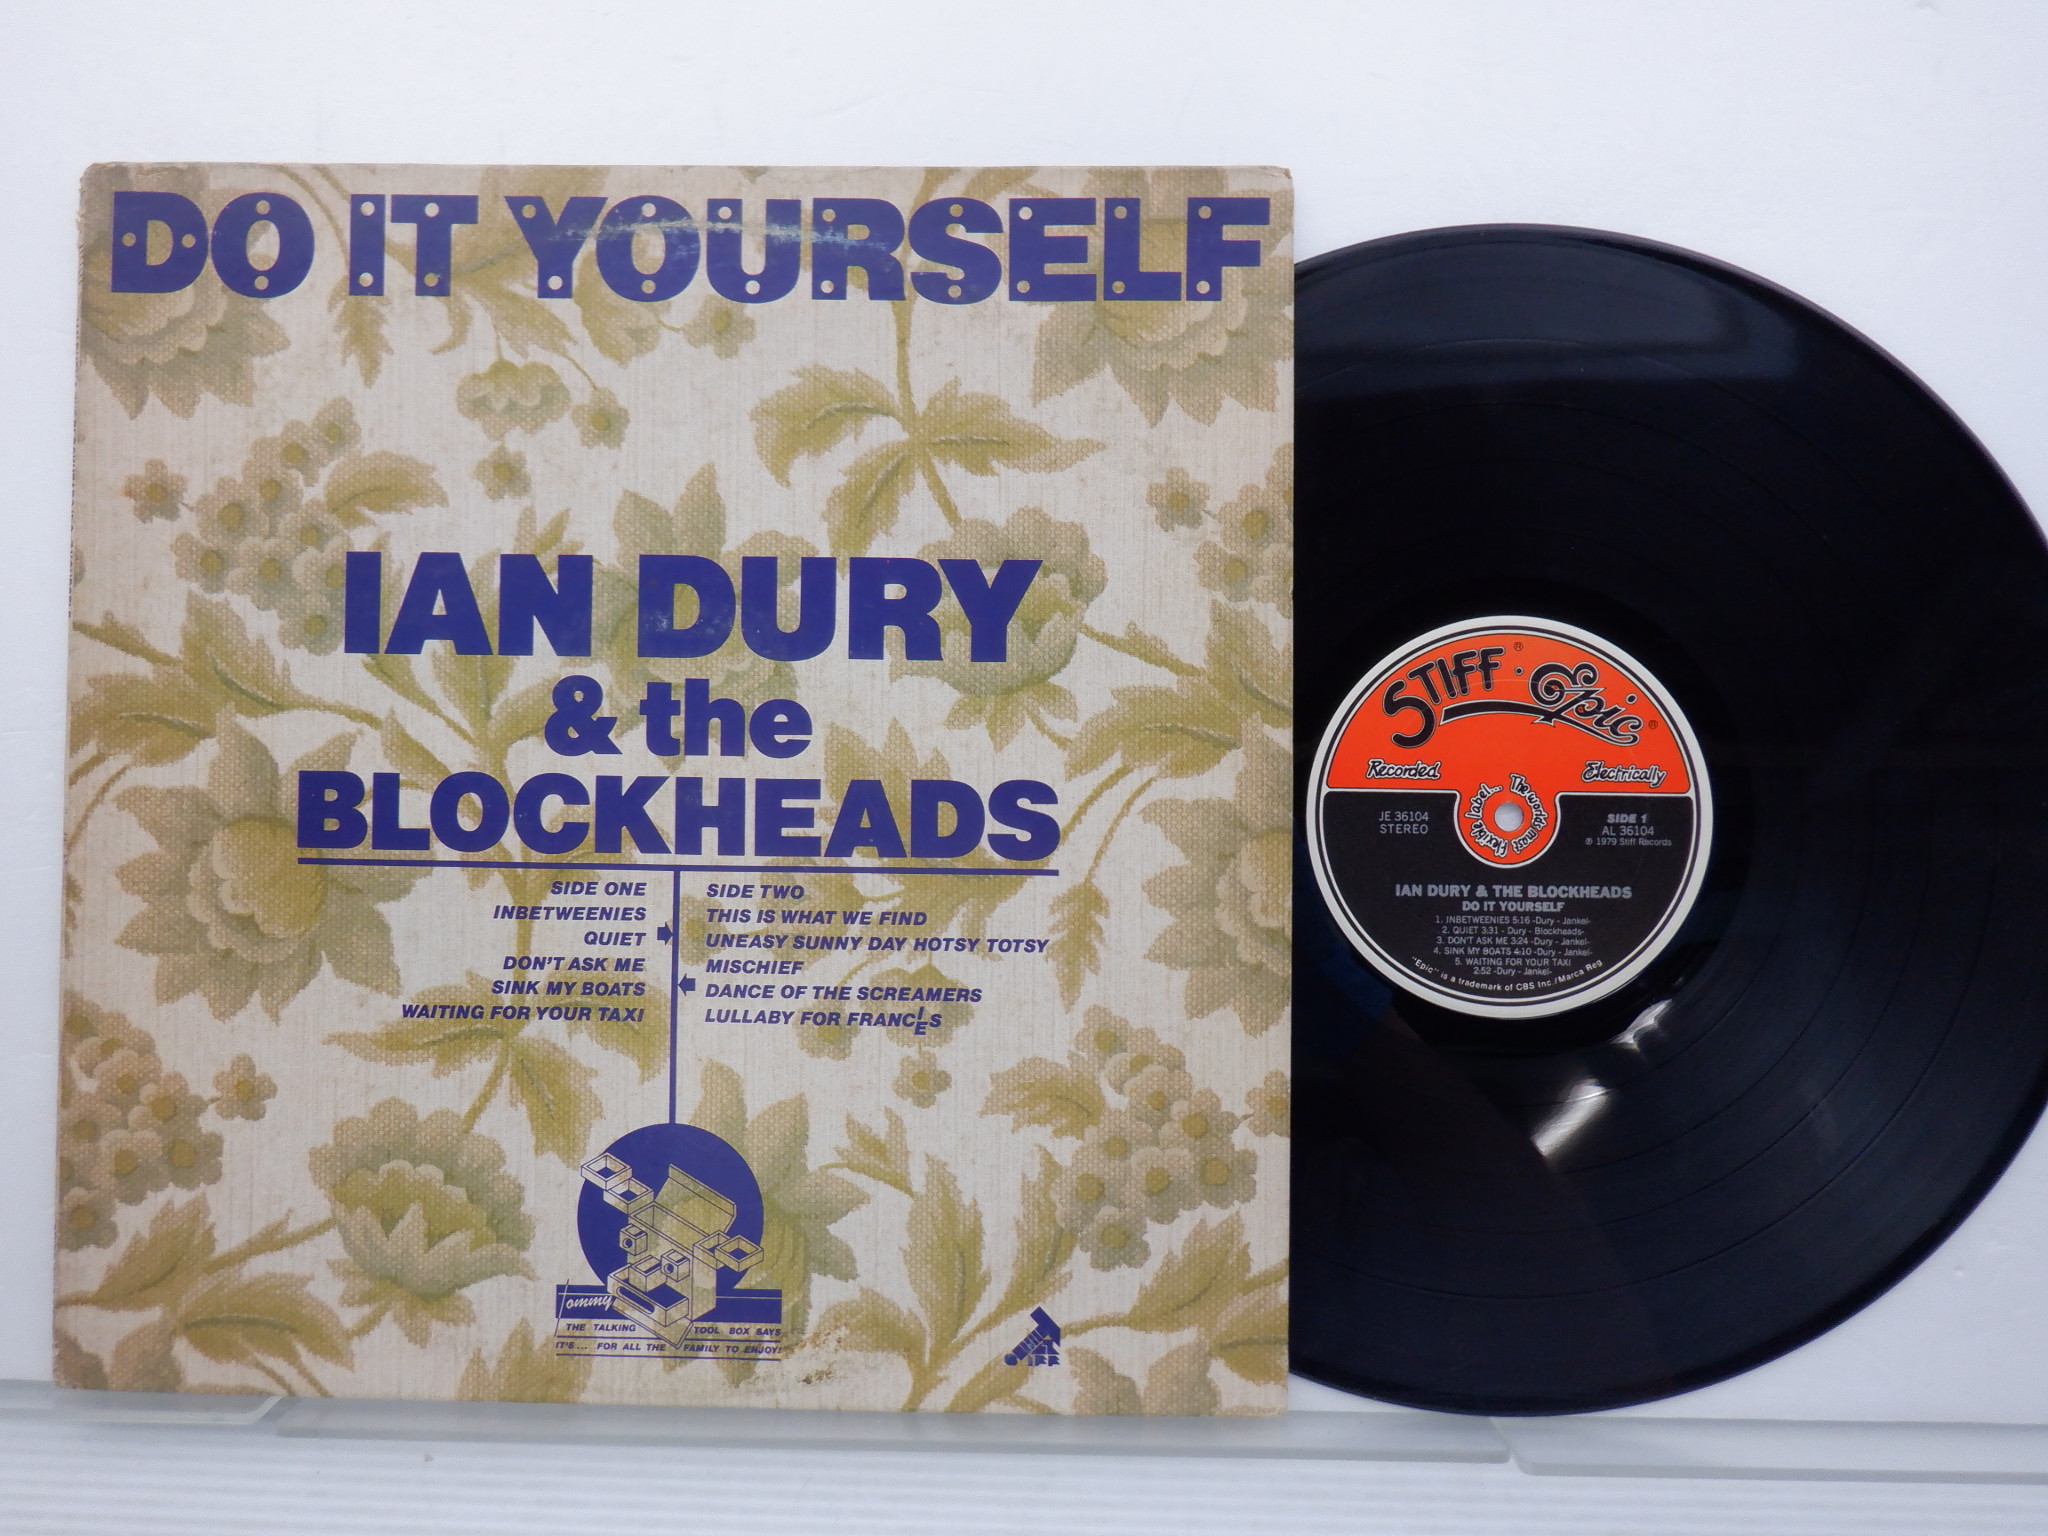 DO IT YOURSELF
IAN DURY
& the
BLOCKHEADS
SIDE ONE
INBETWEENIES
QUIET
DON'T ASK ME
SINK MY BOATS
WAITING FOR YOUR TAXI
SIDE TWO
THIS IS WHAT WE FIND
UNEASY SUNNY DAY HOTSY TOTSY
MISCHIEF
DANCE OF THE SCREAMERS
LULLABY FOR FRANCIES
Tommy
THE TALKING TOOL BOX SAYS
IT'S... FOR ALL THE FAMILY TO ENJOY!
STIFF® · Epic®
Recorded Electrically
The world's most flexible label...
JE 36104
STEREO
SIDE 1
AL 36104
℗ 1979 Stiff Records
IAN DURY & THE BLOCKHEADS
DO IT YOURSELF
1. INBETWEENIES 5:16 -Dury - Jankel-
2. QUIET 3:31 - Dury - Blockheads-
3. DON'T ASK ME 3:24 -Dury - Jankel-
4. SINK MY BOATS 4:10 -Dury - Jankel-
5. WAITING FOR YOUR TAXI
2:52 -Dury - Jankel-
"Epic" is a trademark of CBS Inc./Marca Reg